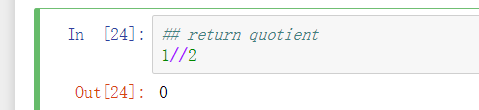 In [24]: ## return quotient
1//2
Out[24]: 0